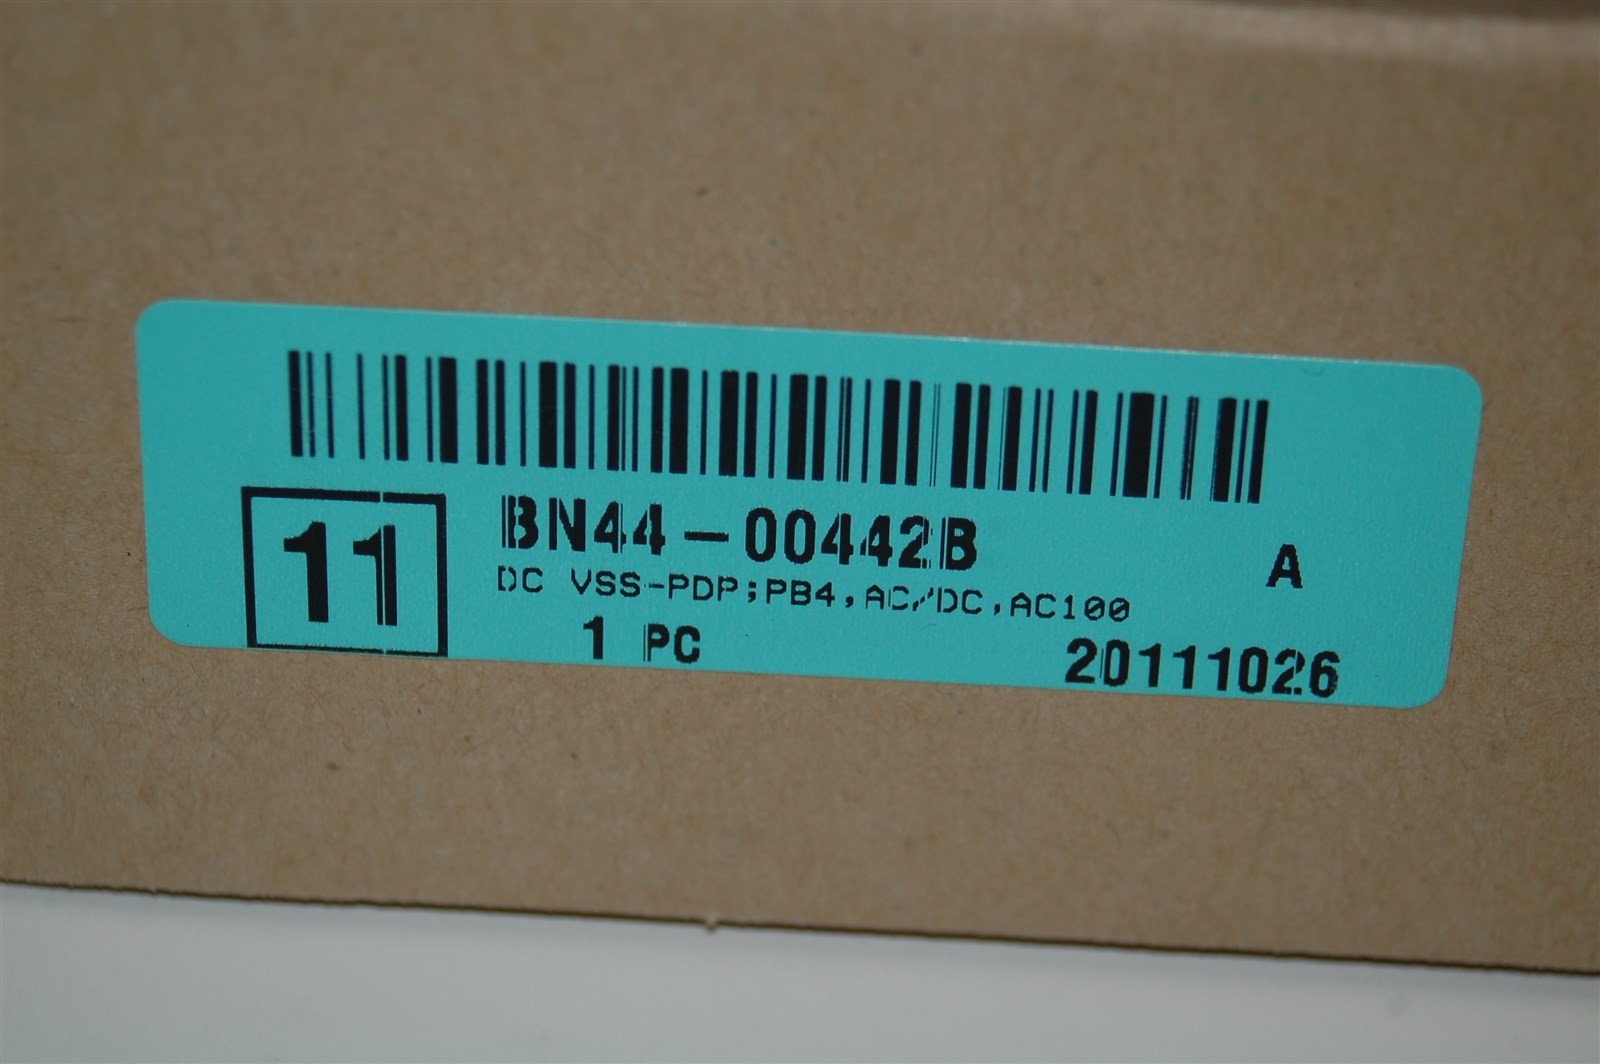 11
BN44-00442B
A
DC VSS-PDP;PB4,AC/DC,AC100
1 PC
20111026